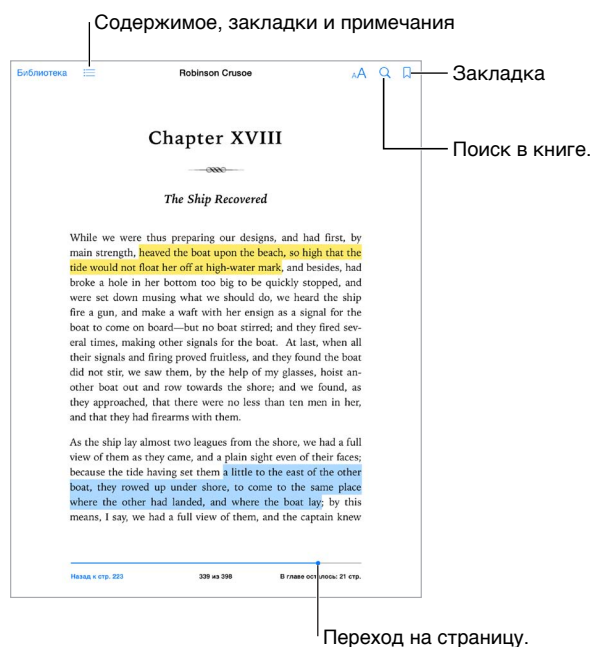 Содержимое, закладки и примечания
Библиотека
Robinson Crusoe
AA
Закладка
Поиск в книге.
Chapter XVIII
The Ship Recovered
While we were thus preparing our designs, and had first, by
main strength, heaved the boat upon the beach, so high that the
tide would not float her off at high-water mark, and besides, had
broke a hole in her bottom too big to be quickly stopped, and
were set down musing what we should do, we heard the ship
fire a gun, and make a waft with her ensign as a signal for the
boat to come on board—but no boat stirred; and they fired sev-
eral times, making other signals for the boat. At last, when all
their signals and firing proved fruitless, and they found the boat
did not stir, we saw them, by the help of my glasses, hoist an-
other boat out and row towards the shore; and we found, as
they approached, that there were no less than ten men in her,
and that they had firearms with them.
As the ship lay almost two leagues from the shore, we had a full
view of them as they came, and a plain sight even of their faces;
because the tide having set them a little to the east of the other
boat, they rowed up under shore, to come to the same place
where the other had landed, and where the boat lay; by this
means, I say, we had a full view of them, and the captain knew
Назад к стр. 223
339 из 398
В главе осталось: 21 стр.
Переход на страницу.